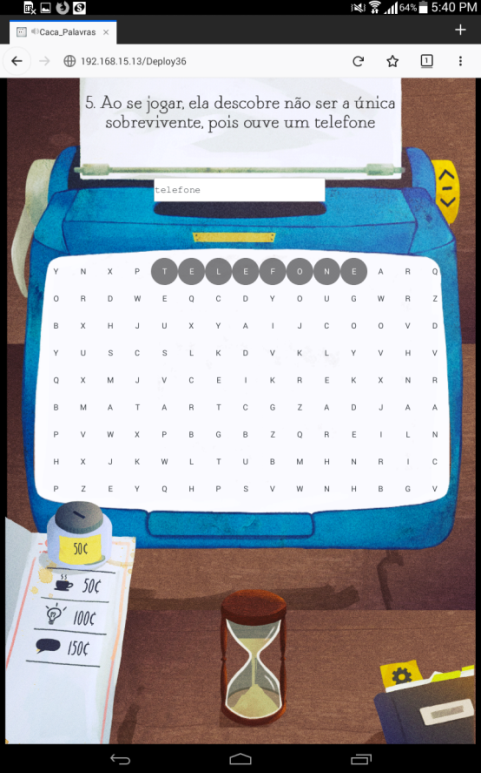 64% 5:40 PM
Caca_Palavras ×
192.168.15.13/Deploy36
1
5. Ao se jogar, ela descobre não ser a única
sobrevivente, pois ouve um telefone
telefone
Y N X P T E L E F O N E A R Q
O R D W E Q C D Y O U G W R Z
B X H J U X Y A I J C O O V D
Y U S C S L K D V K L Y V H V
Q X M J V C E I K R E K X N R
B M A T A R T C G Z A D J A A
P V W X P B G B Z Q R E I L N
H X J K W L T U B M H N R I C
P Z E Y Q H P S V W N H B G V
50¢
50¢
100¢
150¢